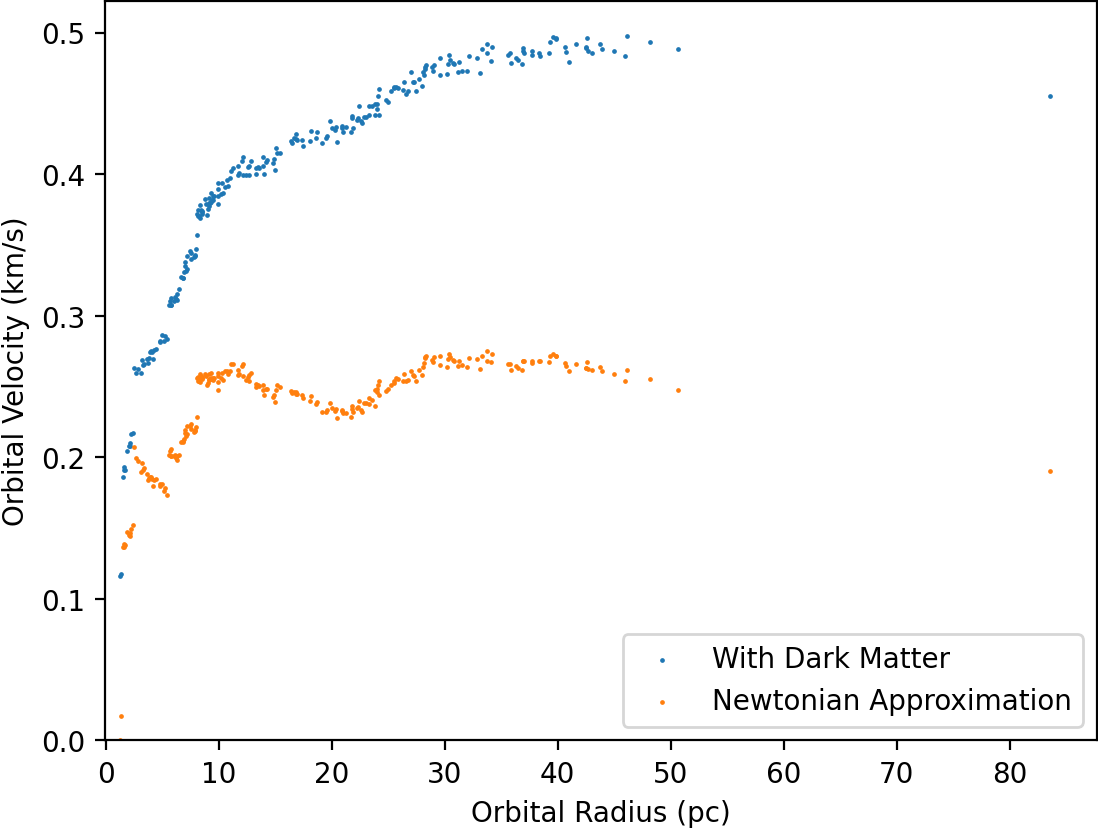 Orbital Velocity (km/s)
0.5
0.4
0.3
0.2
0.1
0.0
With Dark Matter
Newtonian Approximation
0 10 20 30 40 50 60 70 80
Orbital Radius (pc)